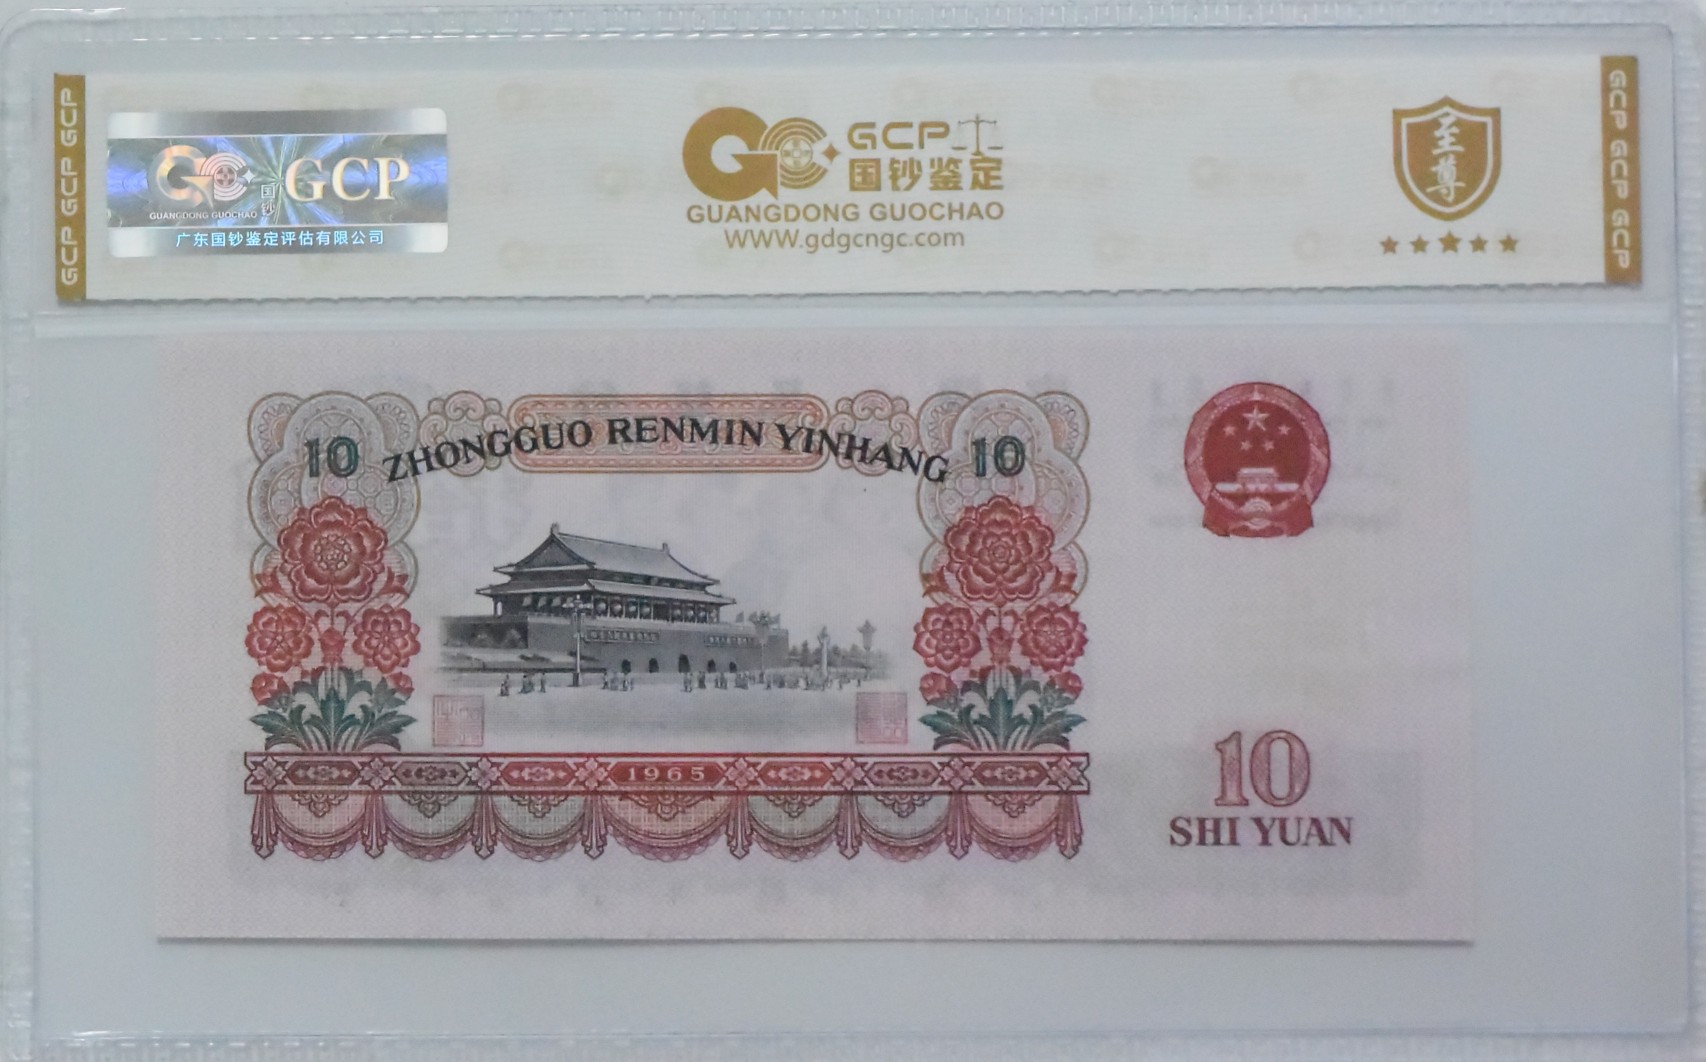 GCP GCP GCP
GCP
国钞
GUANGDONG GUOCHAO
广东国钞鉴定评估有限公司
GCP
国钞鉴定
GUANGDONG GUOCHAO
WWW.gdgcngc.com
至尊
GCP GCP GCP
10 ZHONGGUO RENMIN YINHANG 10
1965
10
SHI YUAN